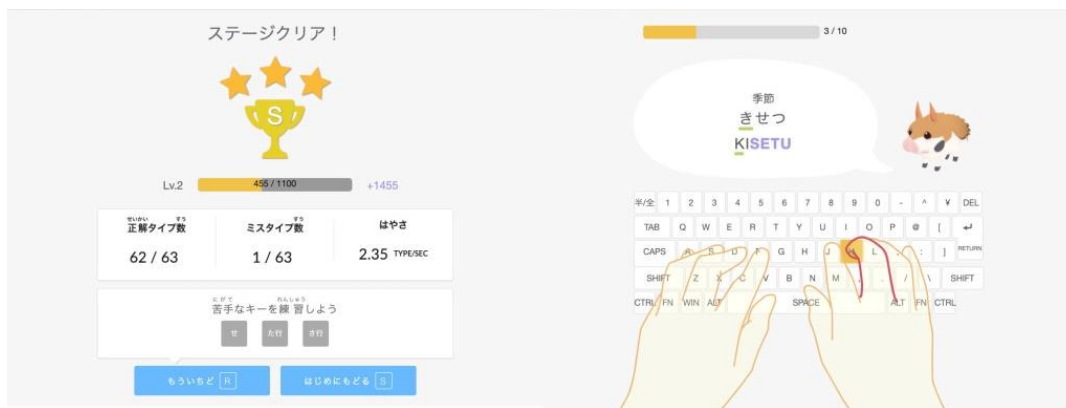 ステージクリア！
S
Lv.2 455 / 1100 +1455
せいかい すう
正解タイプ数
62 / 63
すう
ミスタイプ数
1 / 63
はやさ
2.35 TYPE/SEC
にがて れんしゅう
苦手なキーを練習しよう
せ た行 さ行
もういちど R
はじめにもどる S
3 / 10
季節
きせつ
KISETU
半/全 1 2 3 4 5 6 7 8 9 0 - ^ ¥ DEL
TAB Q W E R T Y U I O P @ [ ↵
CAPS A S D F G H J K L ; : ] RETURN
SHIFT Z X C V B N M , . / \ SHIFT
CTRL FN WIN ALT SPACE ALT FN CTRL